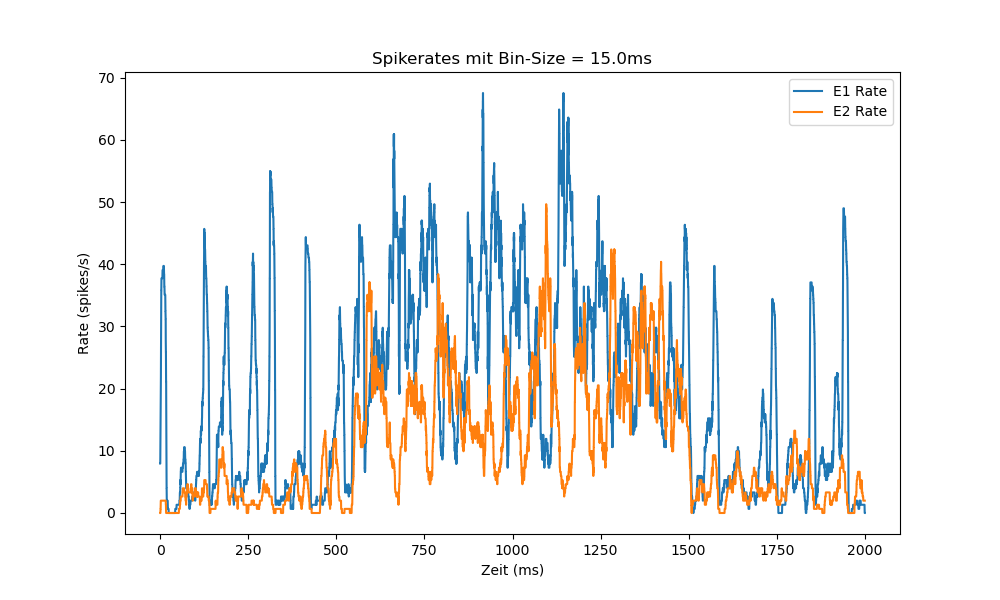 Spikerates mit Bin-Size = 15.0ms
70
60
50
40
30
20
10
0
Rate (spikes/s)
E1 Rate
E2 Rate
0 250 500 750 1000 1250 1500 1750 2000
Zeit (ms)